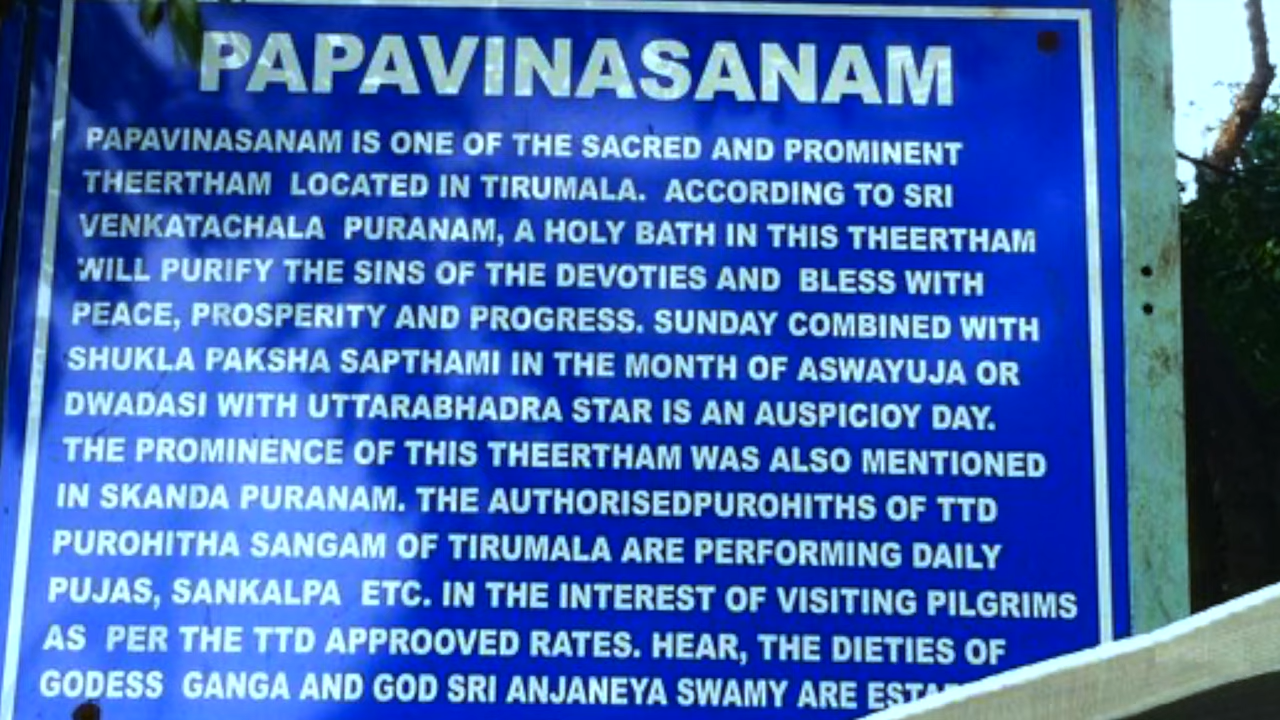 PAPAVINASANAM
PAPAVINASANAM IS ONE OF THE SACRED AND PROMINENT
THEERTHAM LOCATED IN TIRUMALA. ACCORDING TO SRI
VENKATACHALA PURANAM, A HOLY BATH IN THIS THEERTHAM
WILL PURIFY THE SINS OF THE DEVOTIES AND BLESS WITH
PEACE, PROSPERITY AND PROGRESS. SUNDAY COMBINED WITH
SHUKLA PAKSHA SAPTHAMI IN THE MONTH OF ASWAYUJA OR
DWADASI WITH UTTARABHADRA STAR IS AN AUSPICIOY DAY.
THE PROMINENCE OF THIS THEERTHAM WAS ALSO MENTIONED
IN SKANDA PURANAM. THE AUTHORISEDPUROHITHS OF TTD
PUROHITHA SANGAM OF TIRUMALA ARE PERFORMING DAILY
PUJAS, SANKALPA ETC. IN THE INTEREST OF VISITING PILGRIMS
AS PER THE TTD APPROOVED RATES. HEAR, THE DIETIES OF
GODESS GANGA AND GOD SRI ANJANEYA SWAMY ARE